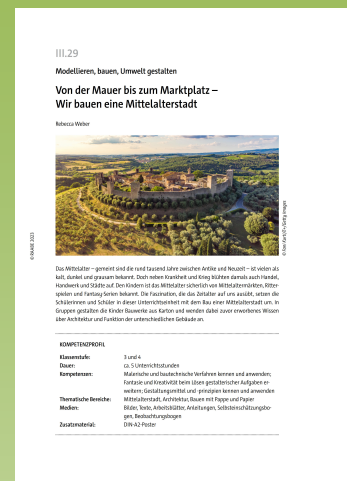 III.29
Modellieren, bauen, Umwelt gestalten
Von der Mauer bis zum Marktplatz –
Wir bauen eine Mittelalterstadt
Rebecca Weber
© RAABE 2023
© Xavi Xurt/E+/Getty Images
Das Mittelalter – gemeint sind die rund tausend Jahre zwischen Antike und Neuzeit – ist vielen als
kalt, dunkel und grausam bekannt. Doch neben Krankheit und Krieg blühten damals auch Handel,
Handwerk und Städte auf. Den Kindern ist das Mittelalter sicherlich von Mittelaltermärkten, Ritter-
spielen und Fantasy-Serien bekannt. Die Faszination, die das Zeitalter auf uns ausübt, setzen die
Schülerinnen und Schüler in dieser Unterrichtseinheit mit dem Bau einer Mittelalterstadt um. In
Gruppen gestalten die Kinder Bauwerke aus Karton und wenden dabei zuvor erworbenes Wissen
über Architektur und Funktion der unterschiedlichen Gebäude an.
KOMPETENZPROFIL
Klassenstufe: 3 und 4
Dauer: ca. 5 Unterrichtsstunden
Kompetenzen: Malerische und bautechnische Verfahren kennen und anwenden;
Fantasie und Kreativität beim Lösen gestalterischer Aufgaben er-
weitern; Gestaltungsmittel und -prinzipien kennen und anwenden
Thematische Bereiche: Mittelalterstadt, Architektur, Bauen mit Pappe und Papier
Medien: Bilder, Texte, Arbeitsblätter, Anleitungen, Selbsteinschätzungsbo-
gen, Beobachtungsbogen
Zusatzmaterial: DIN-A2-Poster